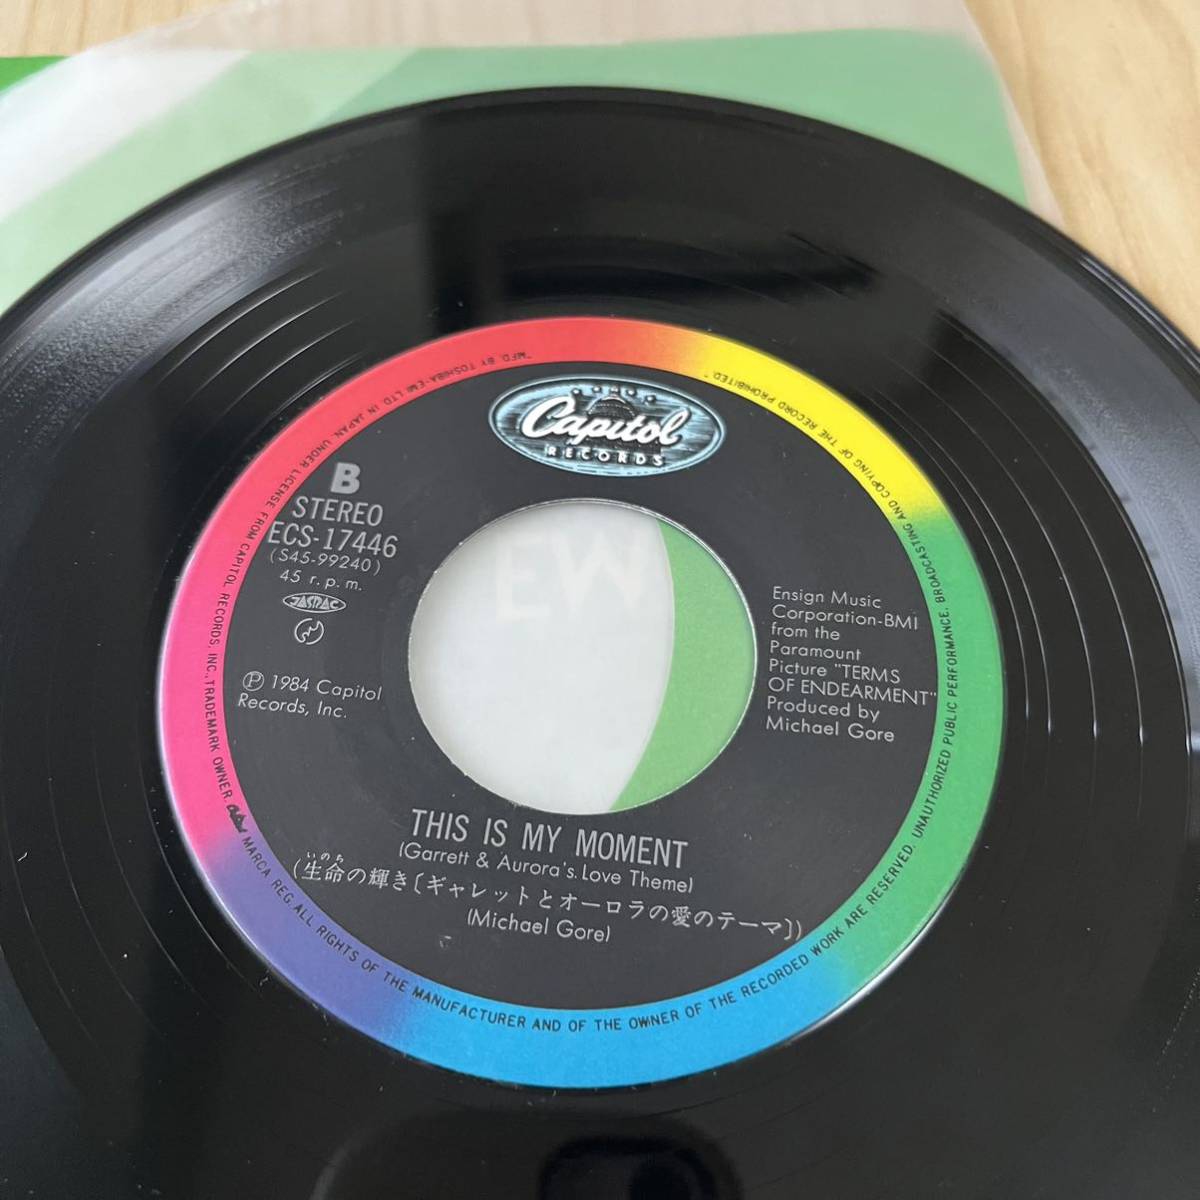 Capitol
RECORDS
B
STEREO
ECS-17446
(S45-99240)
45 r.p.m.
JASRAC
Ⓟ 1984 Capitol
Records, Inc.
Ensign Music
Corporation-BMI
from the
Paramount
Picture "TERMS
OF ENDEARMENT"
Produced by
Michael Gore
THIS IS MY MOMENT
(Garrett & Aurora's. Love Theme)
いのち
(生命の輝き〔ギャレットとオーロラの愛のテーマ〕)
(Michael Gore)
"MFD. BY TOSHIBA-EMI LTD IN JAPAN. UNDER LICENSE FROM CAPITOL RECORDS, INC., TRADEMARK OWNER. Capitol MARCA REG. ALL RIGHTS OF THE MANUFACTURER AND OF THE OWNER OF THE RECORDED WORK ARE RESERVED. UNAUTHORIZED PUBLIC PERFORMANCE, BROADCASTING AND COPYING OF THE RECORD PROHIBITED."
EW